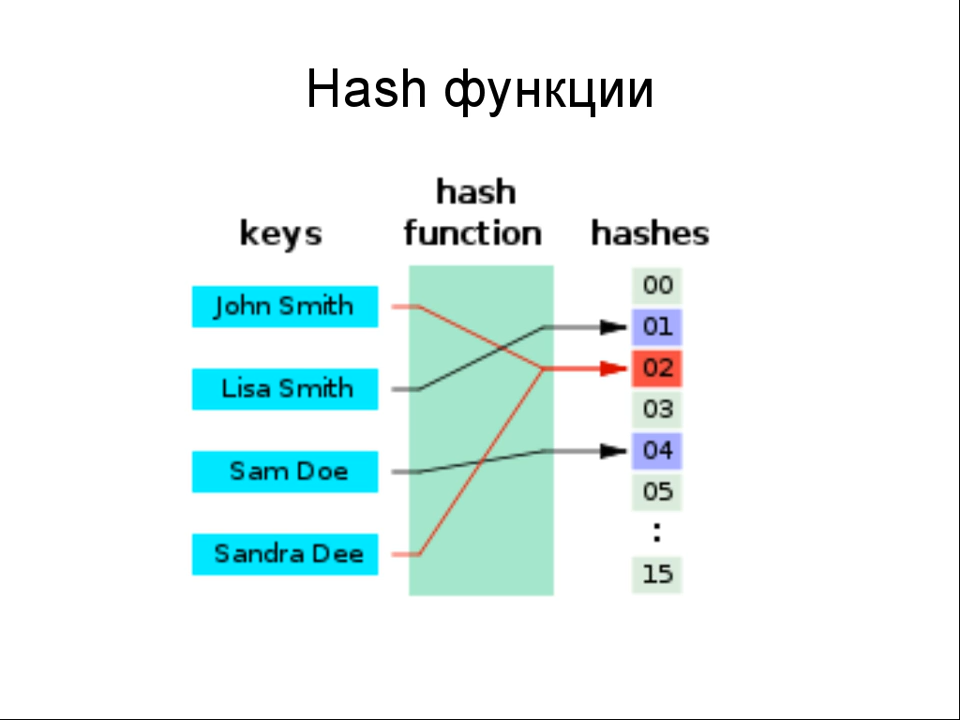 Hash функции
keys
hash
function
hashes
John Smith
Lisa Smith
Sam Doe
Sandra Dee
00
01
02
03
04
05
:
15